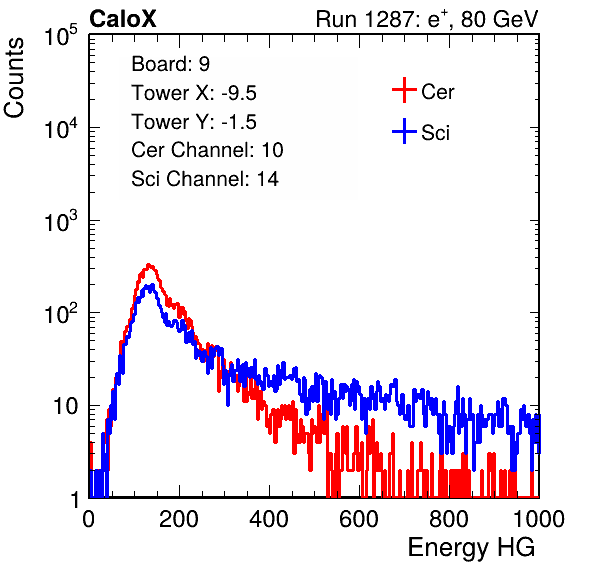 CaloX Run 1287: e⁺, 80 GeV
Counts
Board: 9
Tower X: -9.5
Tower Y: -1.5
Cer Channel: 10
Sci Channel: 14
Cer
Sci
10⁵
10⁴
10³
10²
10
1
0 200 400 600 800 1000
Energy HG